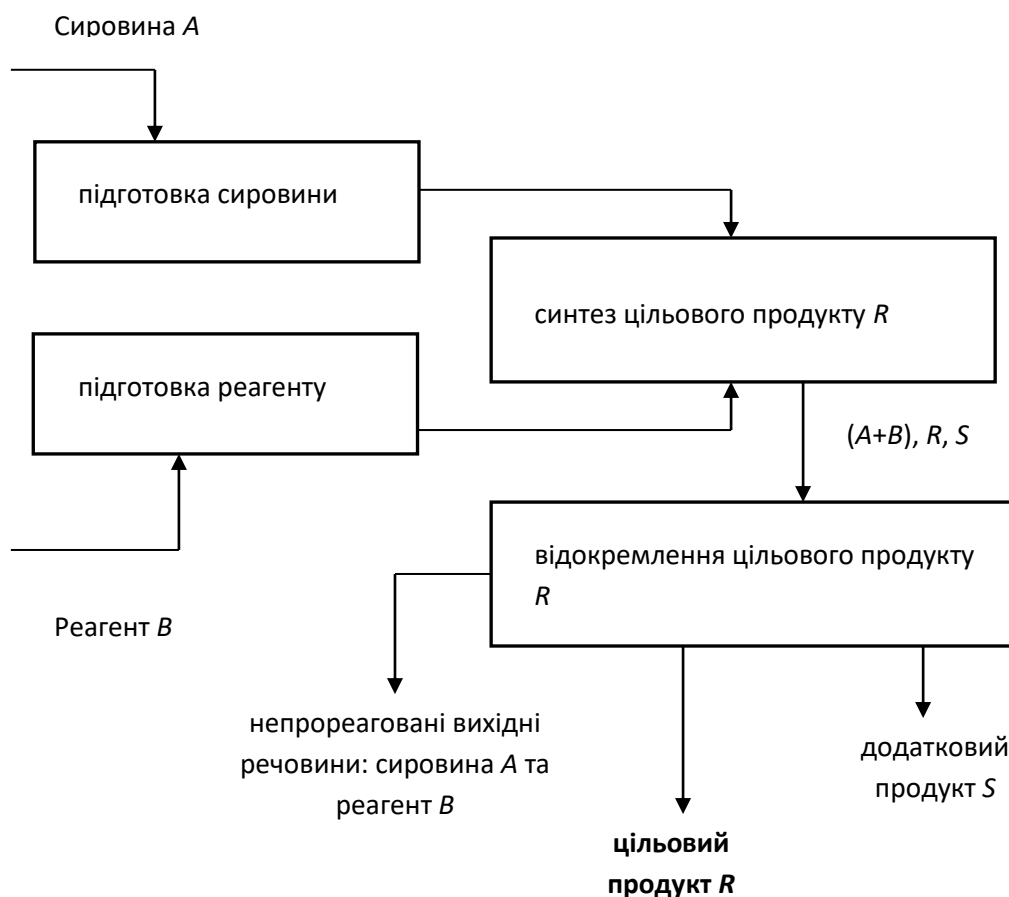 Сировина A
підготовка сировини
синтез цільового продукту R
підготовка реагенту
(A+B), R, S
відокремлення цільового продукту
R
Реагент B
непрореаговані вихідні
речовини: сировина A та
реагент B
додатковий
продукт S
цільовий
продукт R